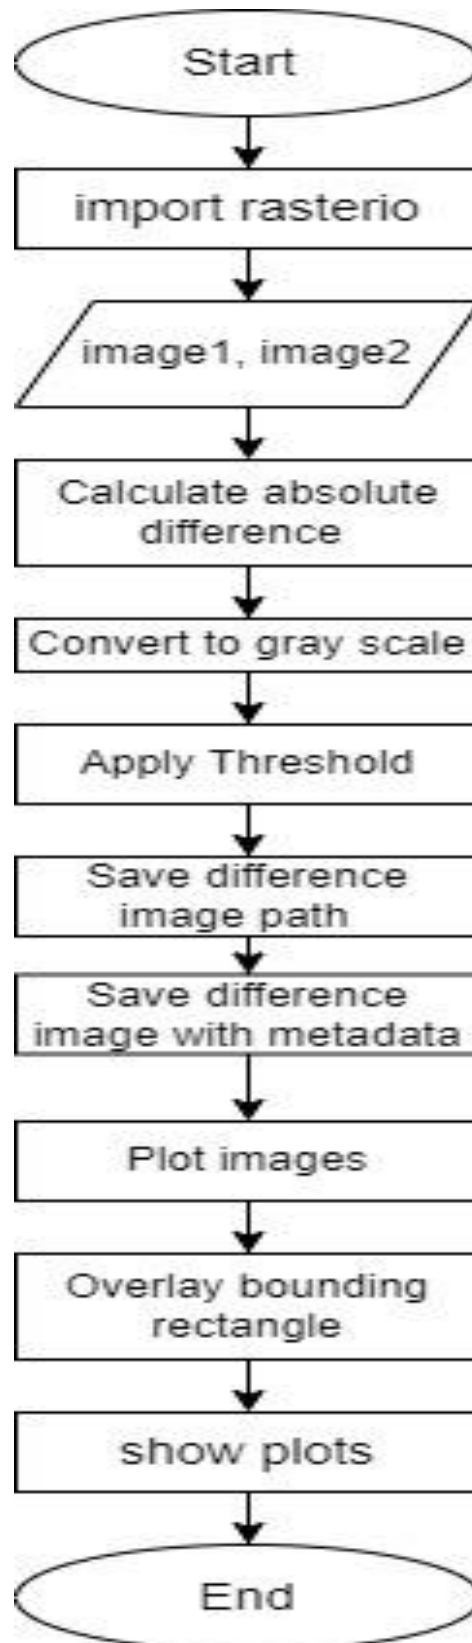 Start
import rasterio
image1, image2
Calculate absolute
difference
Convert to gray scale
Apply Threshold
Save difference
image path
Save difference
image with metadata
Plot images
Overlay bounding
rectangle
show plots
End